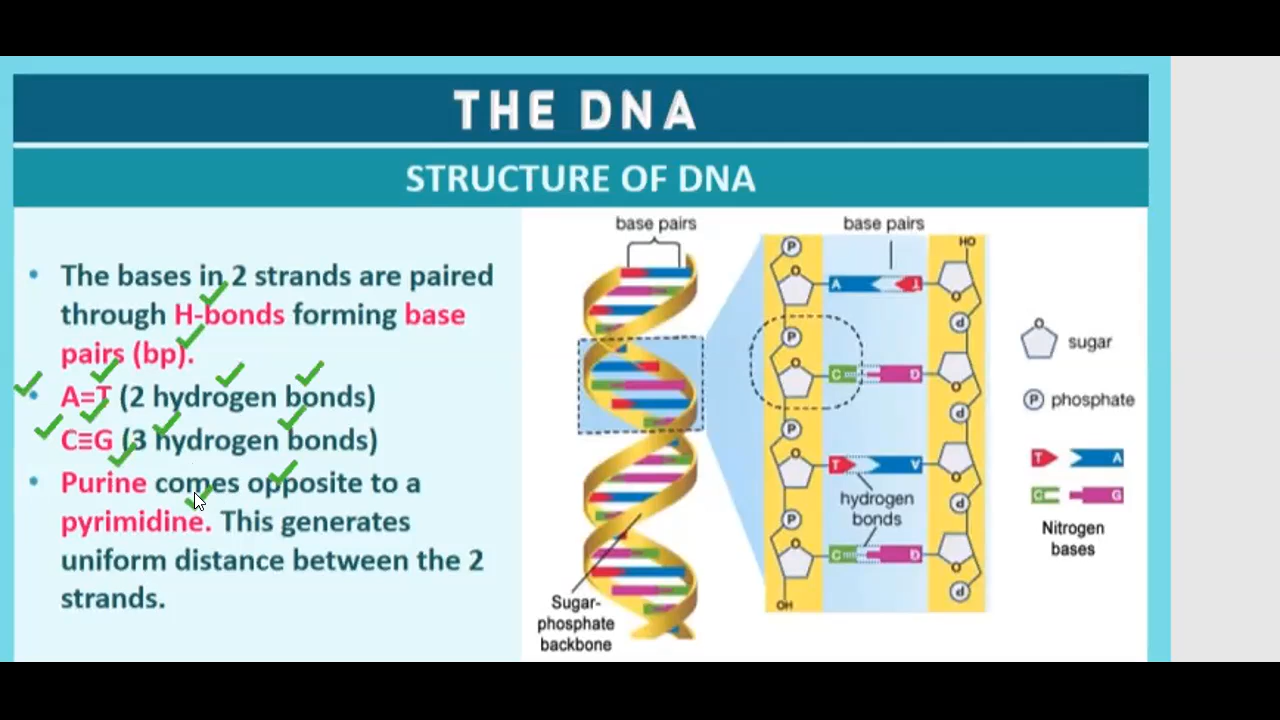 THE DNA
STRUCTURE OF DNA
• The bases in 2 strands are paired
through H-bonds forming base
pairs (bp).
• A=T (2 hydrogen bonds)
C≡G (3 hydrogen bonds)
• Purine comes opposite to a
pyrimidine. This generates
uniform distance between the 2
strands.
base pairs
Sugar-
phosphate
backbone
base pairs
P
HO
O
A T
O
P
P
O
C G
O
P
P
O
T A
O
hydrogen
bonds
P
P
O
C G
O
OH
P
O
sugar
P phosphate
T A
C G
Nitrogen
bases